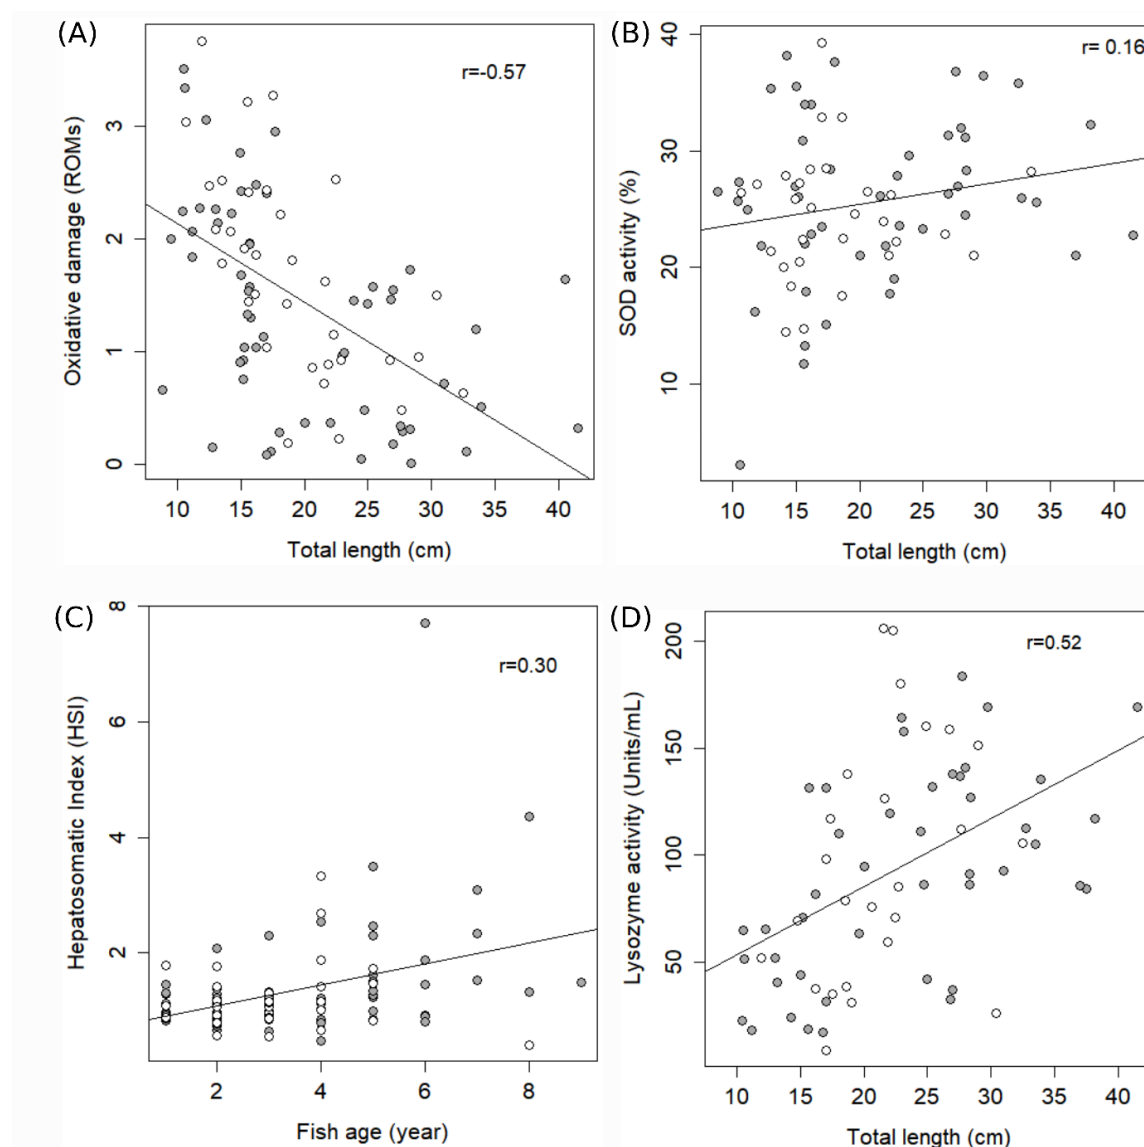 (A)
r=-0.57
Oxidative damage (ROMs)
3
2
1
0
10 15 20 25 30 35 40
Total length (cm)
(B)
r= 0.16
SOD activity (%)
40
30
20
10
10 15 20 25 30 35 40
Total length (cm)
(C)
r=0.30
Hepatosomatic Index (HSI)
8
6
4
2
2 4 6 8
Fish age (year)
(D)
r=0.52
Lysozyme activity (Units/mL)
200
150
100
50
10 15 20 25 30 35 40
Total length (cm)